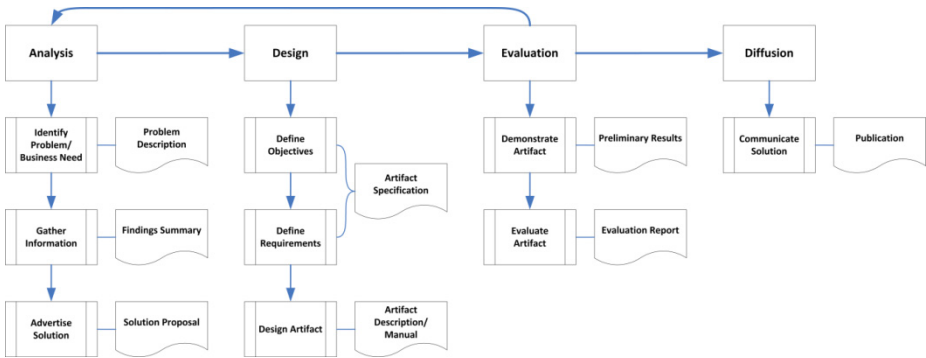 Analysis
Design
Evaluation
Diffusion
Identify
Problem/
Business Need
Problem
Description
Define
Objectives
Demonstrate
Artifact
Preliminary Results
Communicate
Solution
Publication
Artifact
Specification
Gather
Information
Findings Summary
Define
Requirements
Evaluate
Artifact
Evaluation Report
Advertise
Solution
Solution Proposal
Design Artifact
Artifact
Description/
Manual